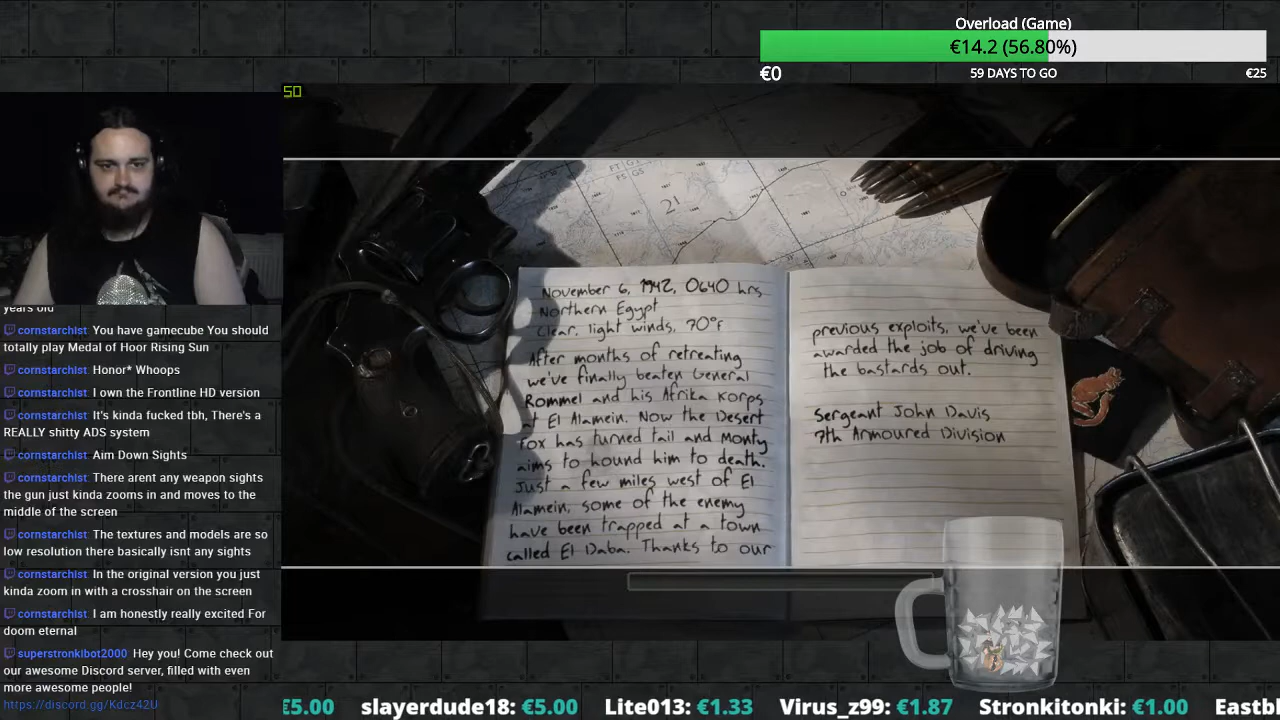 Overload (Game)
€14.2 (56.80%)
€0
59 DAYS TO GO
€25
50
years old
cornstarchist: You have gamecube You should
totally play Medal of Hoor Rising Sun
cornstarchist: Honor* Whoops
cornstarchist: I own the Frontline HD version
cornstarchist: It's kinda fucked tbh, There's a
REALLY shitty ADS system
cornstarchist: Aim Down Sights
cornstarchist: There arent any weapon sights
the gun just kinda zooms in and moves to the
middle of the screen
cornstarchist: The textures and models are so
low resolution there basically isnt any sights
cornstarchist: In the original version you just
kinda zoom in with a crosshair on the screen
cornstarchist: I am honestly really excited For
doom eternal
superstronkibot2000: Hey you! Come check out
our awesome Discord server, filled with even
more awesome people!
https://discord.gg/Kdcz42U
21
November 6, 1942, 0640 hrs
Northern Egypt
Clear, light winds, 70°F
After months of retreating
we've finally beaten General
Rommel and his Afrika Korps
at El Alamein. Now the Desert
Fox has turned tail and Monty
aims to hound him to death.
Just a few miles west of El
Alamein, some of the enemy
have been trapped at a town
called El Daba. Thanks to our
previous exploits, we've been
awarded the job of driving
the bastards out.
Sergeant John Davis
7th Armoured Division
€5.00 slayerdude18: €5.00 Lite013: €1.33 Virus_z99: €1.87 Stronkitonki: €1.00 Eastb